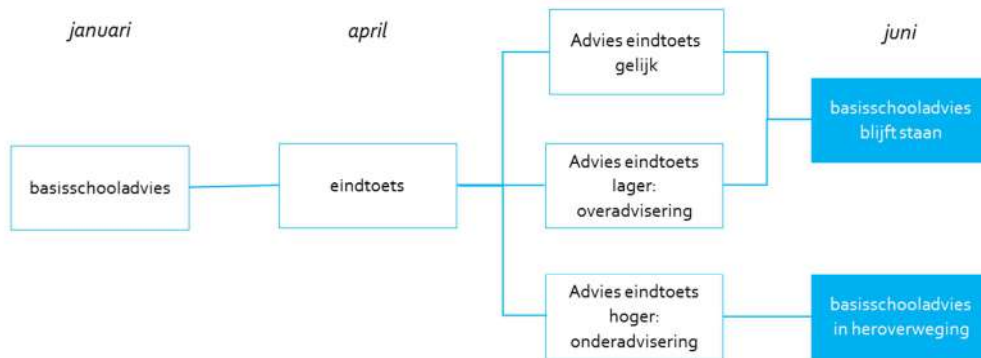 januari
april
juni
basisschooladvies
eindtoets
Advies eindtoets
gelijk
Advies eindtoets
lager:
overadvisering
Advies eindtoets
hoger:
onderadvisering
basisschooladvies
blijft staan
basisschooladvies
in heroverweging